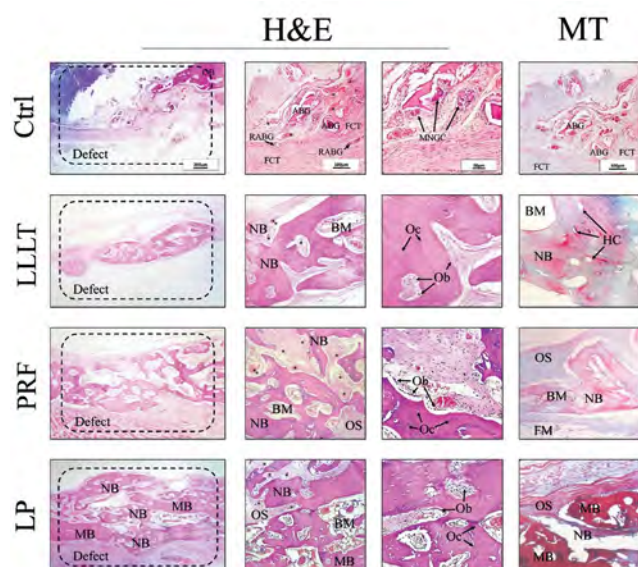 H&E MT
Ctrl
OB
Defect
ABG
ABG FCT
RABG
FCT RABG
MNGC
ABG
ABG FCT
FCT
LLLT
Defect
NB
NB
BM
Oc
Ob
BM
HC
NB
PRF
Defect
NB
BM
NB OS
Ob
Oc
OS
BM NB
FM
LP
NB
MB
NB
MB
NB
Defect
NB
OS
BM
MB
Ob
Oc
OS MB
NB
MB